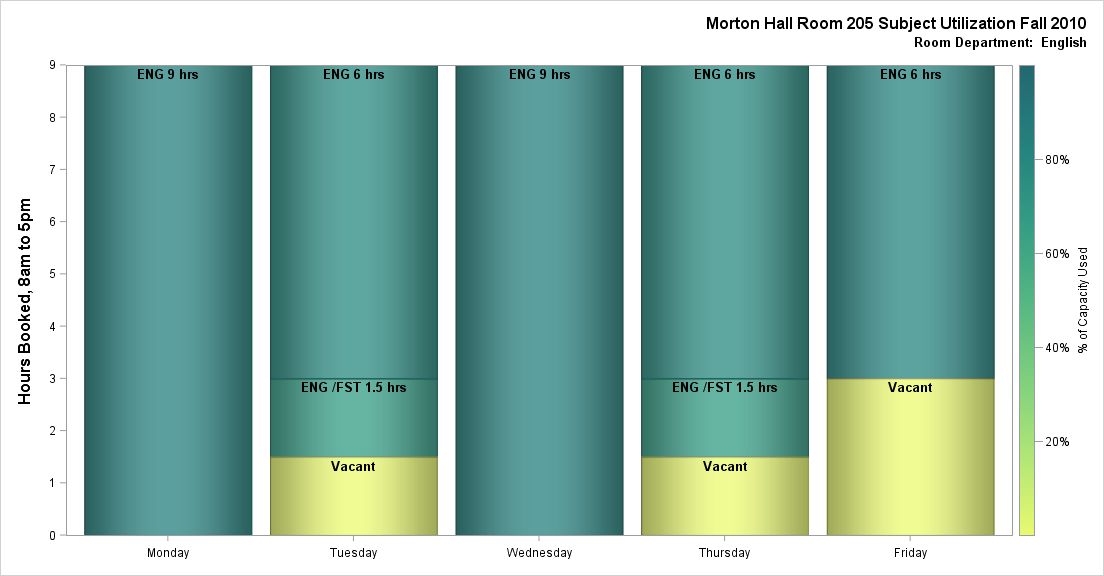 Morton Hall Room 205 Subject Utilization Fall 2010
Room Department:  English
Hours Booked, 8am to 5pm
9
8
7
6
5
4
3
2
1
0
ENG 9 hrs
ENG 6 hrs
ENG 9 hrs
ENG 6 hrs
ENG 6 hrs
ENG /FST 1.5 hrs
ENG /FST 1.5 hrs
Vacant
Vacant
Vacant
Monday
Tuesday
Wednesday
Thursday
Friday
80%
60%
40%
20%
% of Capacity Used